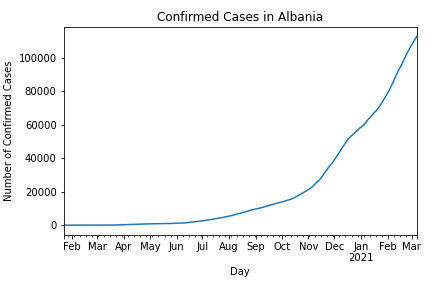 Confirmed Cases in Albania
Number of Confirmed Cases
100000
80000
60000
40000
20000
0
Feb Mar Apr May Jun Jul Aug Sep Oct Nov Dec Jan Feb Mar
2021
Day